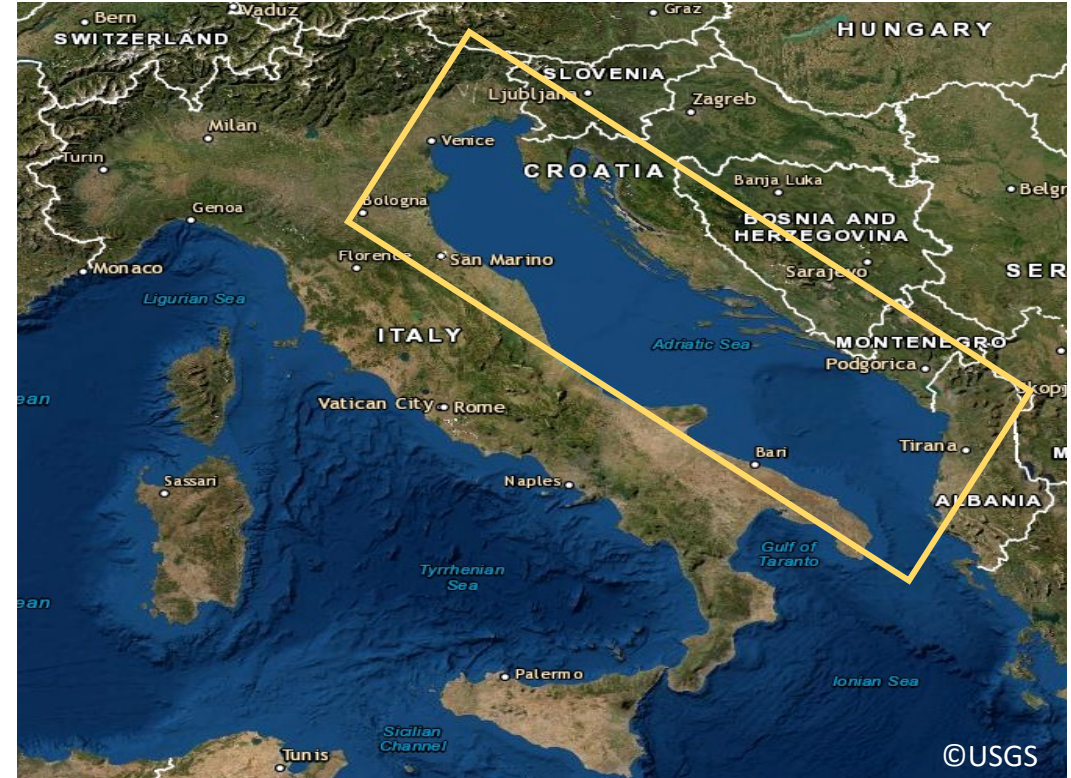 Bern
Vaduz
Graz
HUNGARY
SWITZERLAND
SLOVENIA
Ljubljana
Zagreb
Milan
Venice
Turin
CROATIA
Banja Luka
Belgr
Genoa
Bologna
BOSNIA AND
HERZEGOVINA
Florence
San Marino
Monaco
Sarajevo
SER
Ligurian Sea
ITALY
Adriatic Sea
MONTENEGRO
Podgorica
kopj
ean
Vatican City
Rome
Bari
Tirana
M
Sassari
Naples
ALBANIA
Gulf of
Taranto
Tyrrhenian
Sea
ean
Palermo
Ionian Sea
Sicilian
Channel
Tunis
©USGS